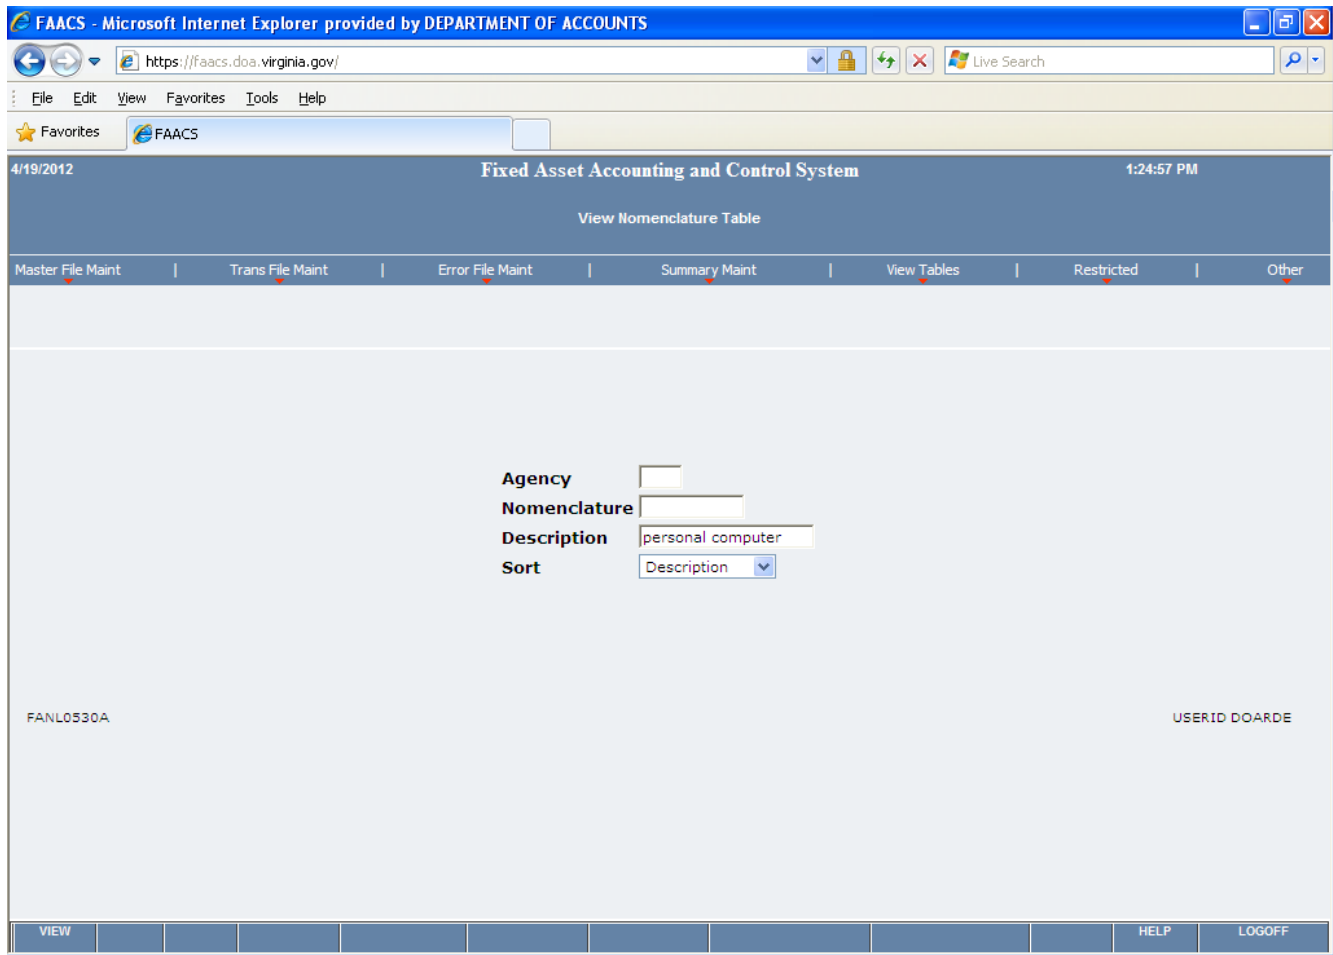 FAACS - Microsoft Internet Explorer provided by DEPARTMENT OF ACCOUNTS
https://faacs.doa.virginia.gov/
Live Search
File Edit View Favorites Tools Help
Favorites FAACS
4/19/2012 Fixed Asset Accounting and Control System 1:24:57 PM
View Nomenclature Table
Master File Maint | Trans File Maint | Error File Maint | Summary Maint | View Tables | Restricted | Other
Agency
Nomenclature
Description personal computer
Sort Description
FANL0530A USERID DOARDE
VIEW HELP LOGOFF